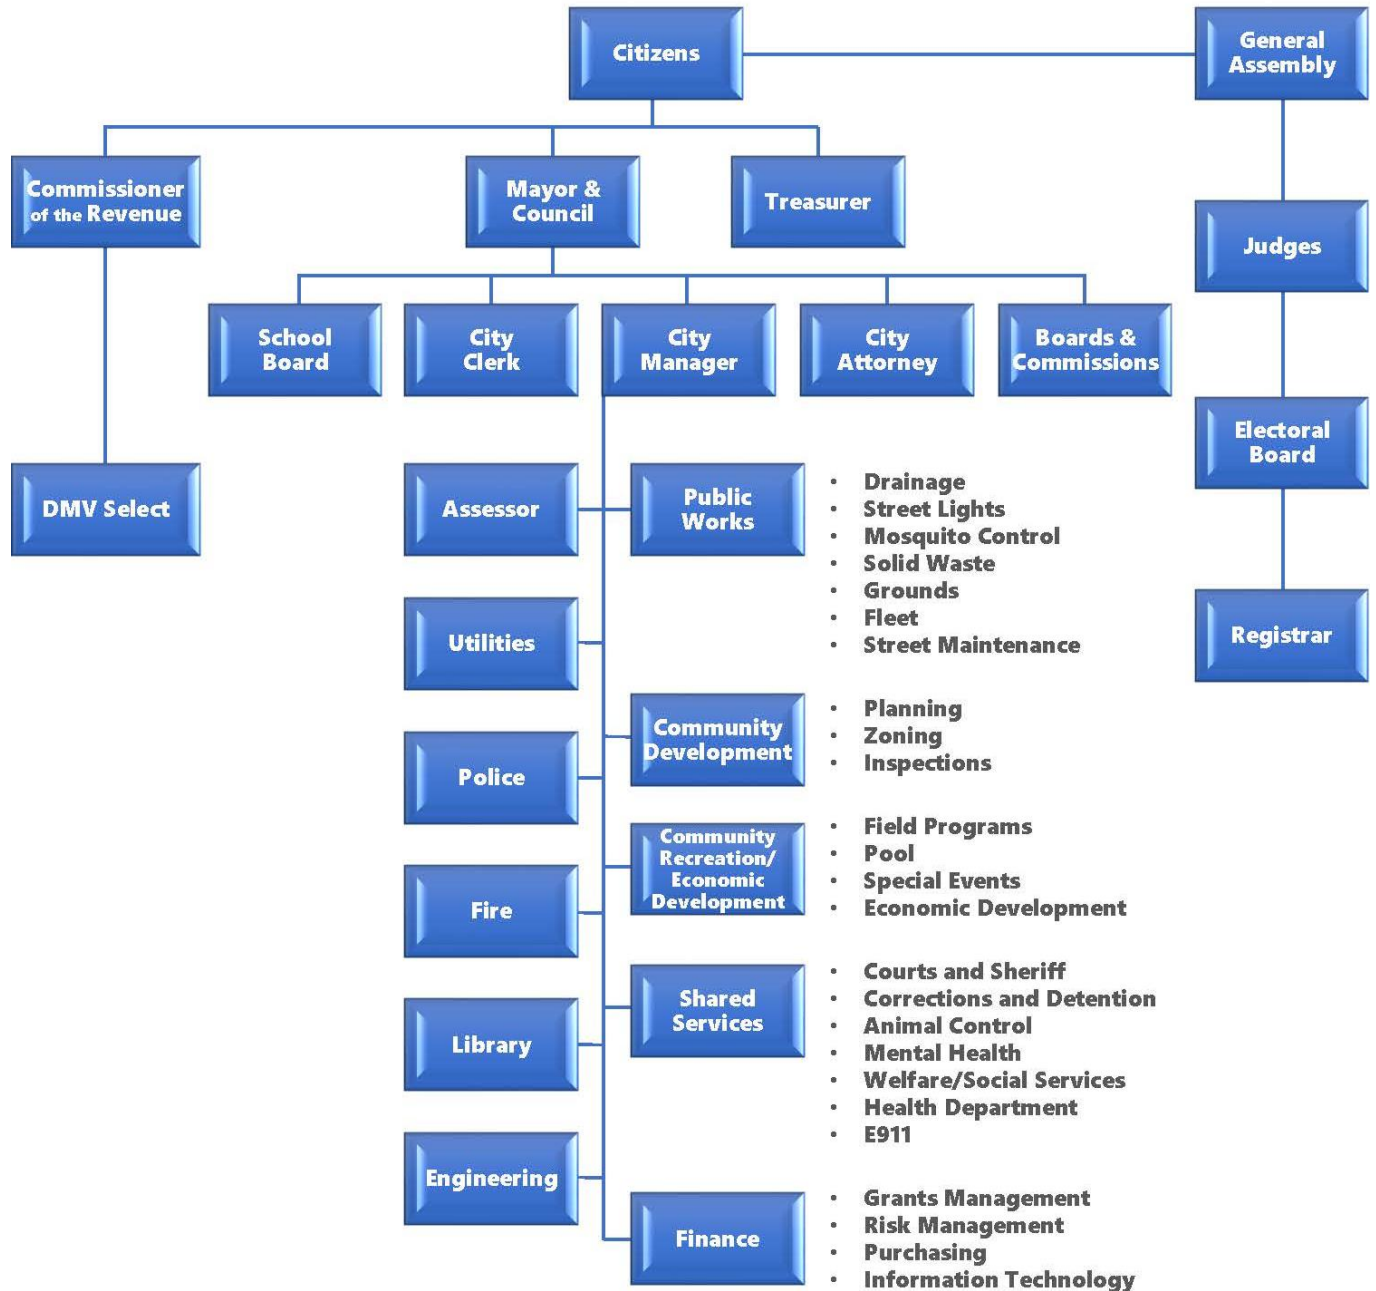 Citizens
General
Assembly
Commissioner
of the Revenue
Mayor &
Council
Treasurer
Judges
School
Board
City
Clerk
City
Manager
City
Attorney
Boards &
Commissions
Electoral
Board
DMV Select
Assessor
Public
Works
• Drainage
• Street Lights
• Mosquito Control
• Solid Waste
• Grounds
• Fleet
• Street Maintenance
Registrar
Utilities
Community
Development
• Planning
• Zoning
• Inspections
Police
Community
Recreation/
Economic
Development
• Field Programs
• Pool
• Special Events
• Economic Development
Fire
Shared
Services
• Courts and Sheriff
• Corrections and Detention
• Animal Control
• Mental Health
• Welfare/Social Services
• Health Department
• E911
Library
Engineering
Finance
• Grants Management
• Risk Management
• Purchasing
• Information Technology